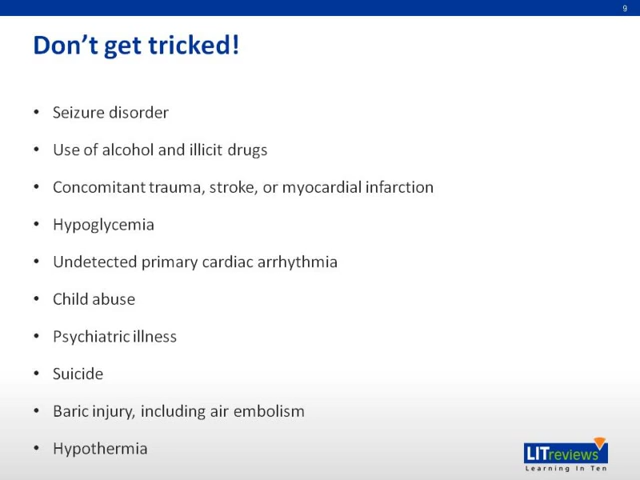 9
Don't get tricked!
• Seizure disorder
• Use of alcohol and illicit drugs
• Concomitant trauma, stroke, or myocardial infarction
• Hypoglycemia
• Undetected primary cardiac arrhythmia
• Child abuse
• Psychiatric illness
• Suicide
• Baric injury, including air embolism
• Hypothermia
LITreviews
Learning In Ten